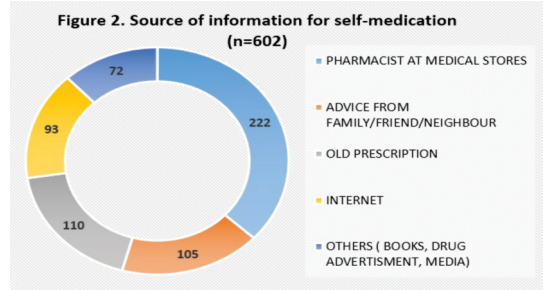 Figure 2. Source of information for self-medication
(n=602)
72
222
93
110
105
PHARMACIST AT MEDICAL STORES
ADVICE FROM
FAMILY/FRIEND/NEIGHBOUR
OLD PRESCRIPTION
INTERNET
OTHERS ( BOOKS, DRUG
ADVERTISMENT, MEDIA)